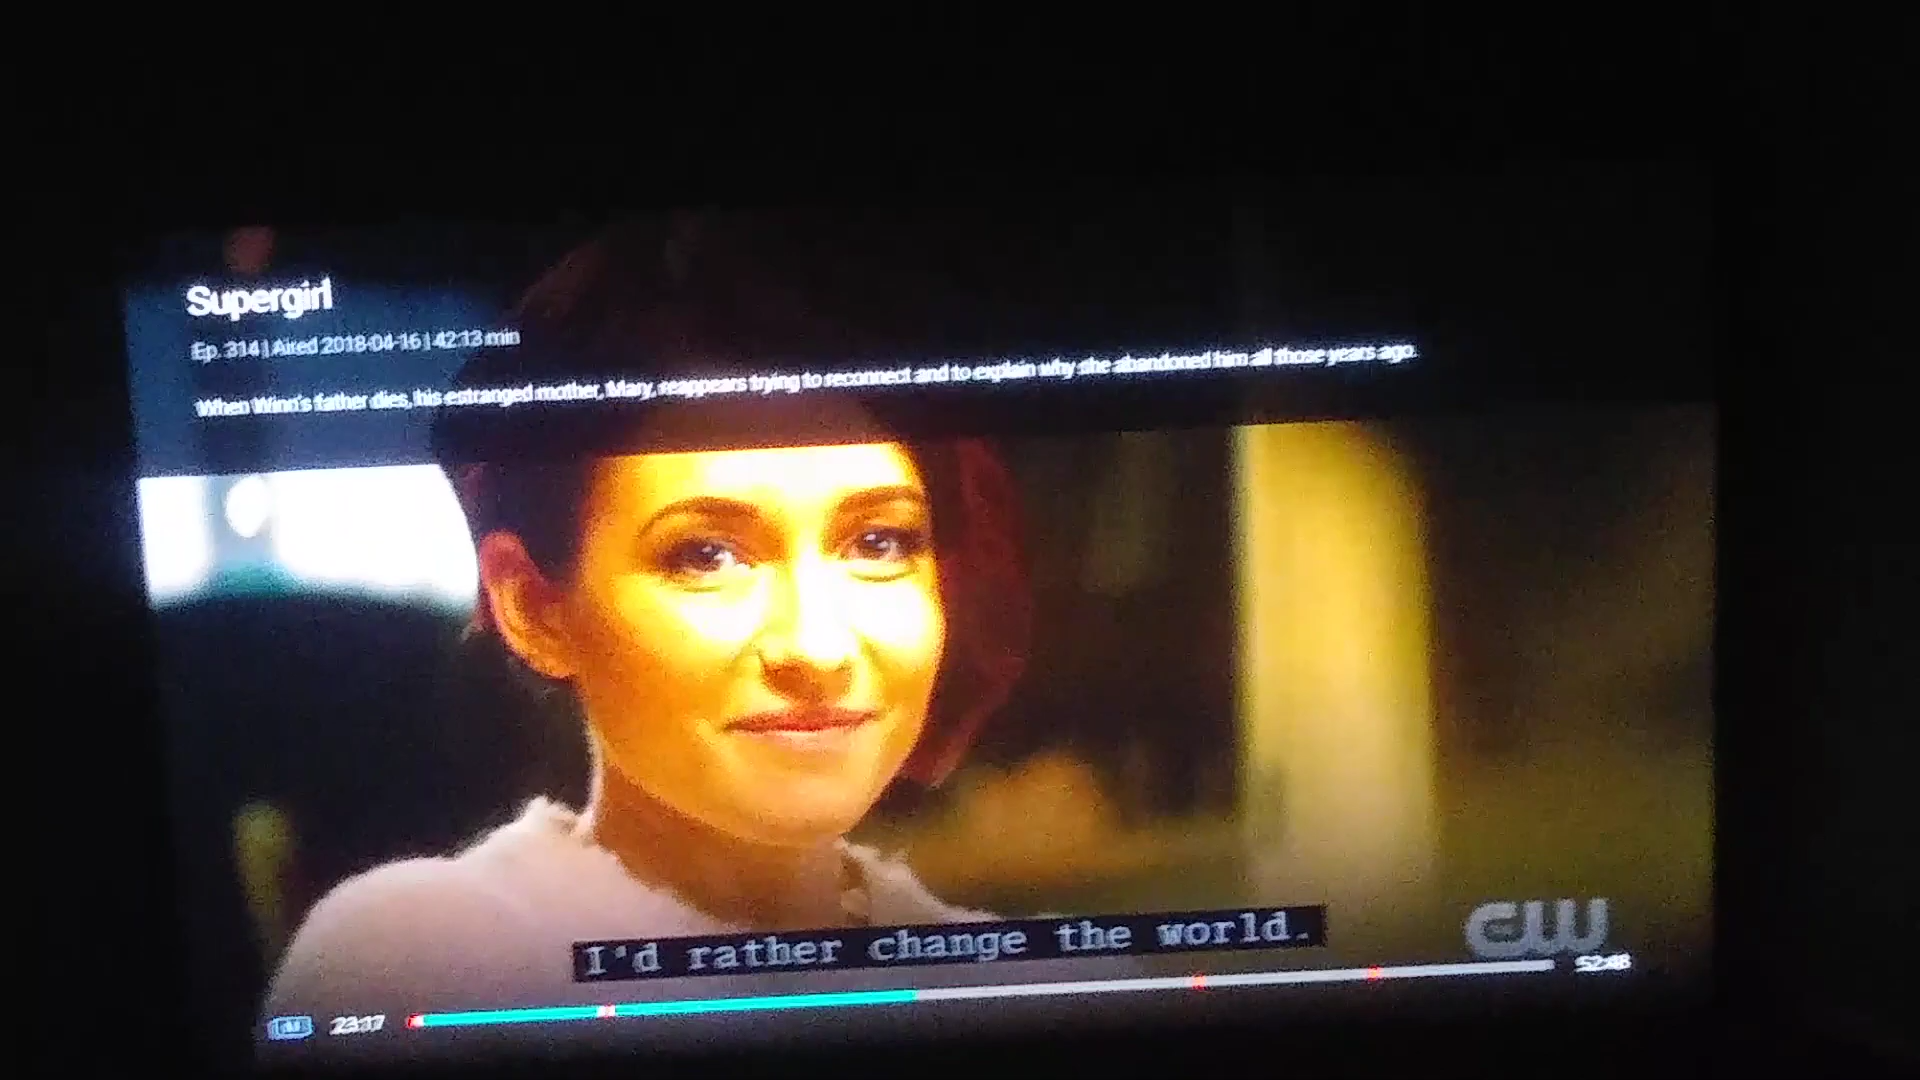 Supergirl
Ep. 314 | Aired 2018-04-16 | 42:13 min
When Winn's father dies, his estranged mother, Mary, reappears trying to reconnect and to explain why she abandoned him all those years ago.
I'd rather change the world.
CW
23:17
52:48